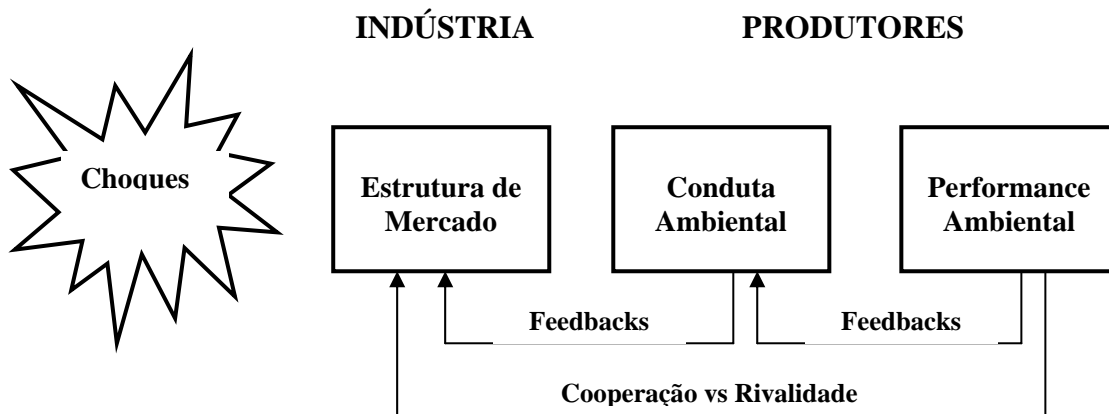 INDÚSTRIA
PRODUTORES
Choques
Estrutura de
Mercado
Conduta
Ambiental
Performance
Ambiental
Feedbacks
Feedbacks
Cooperação vs Rivalidade